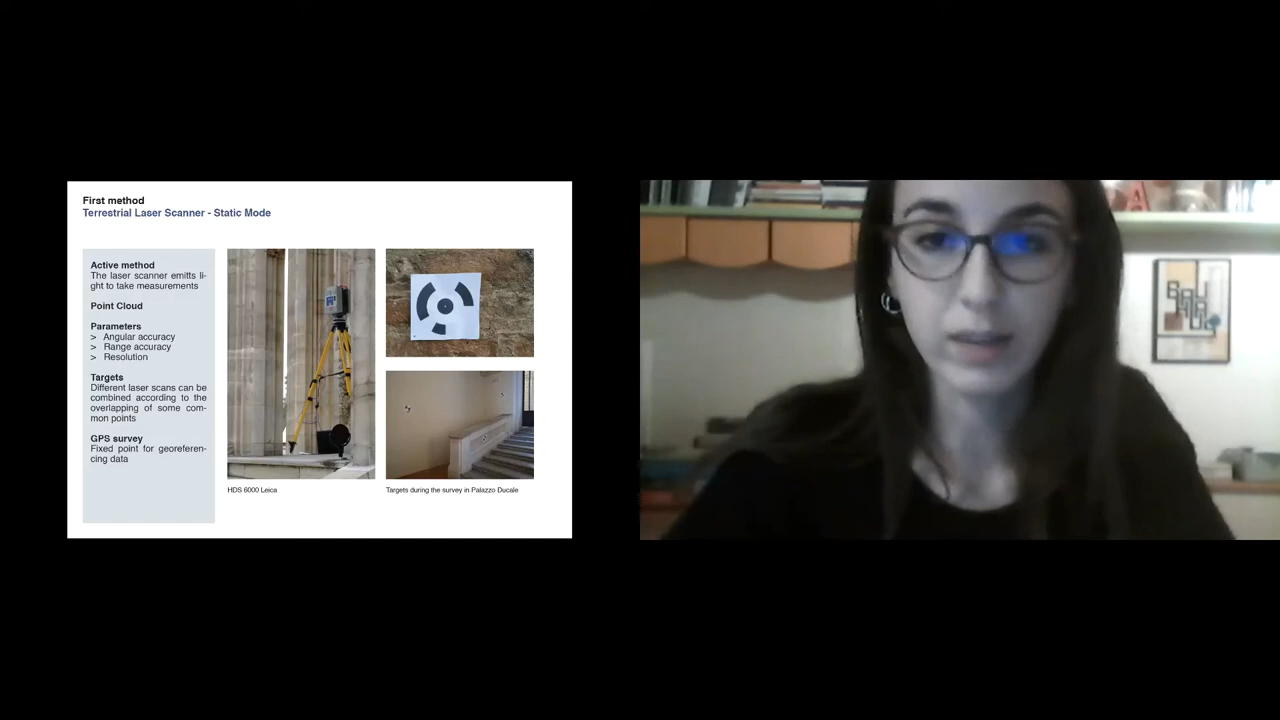 First method
Terrestrial Laser Scanner - Static Mode
Active method
The laser scanner emitts li-
ght to take measurements
Point Cloud
Parameters
> Angular accuracy
> Range accuracy
> Resolution
Targets
Different laser scans can be
combined according to the
overlapping of some com-
mon points
GPS survey
Fixed point for georeferen-
cing data
HDS 6000 Leica
Targets during the survey in Palazzo Ducale